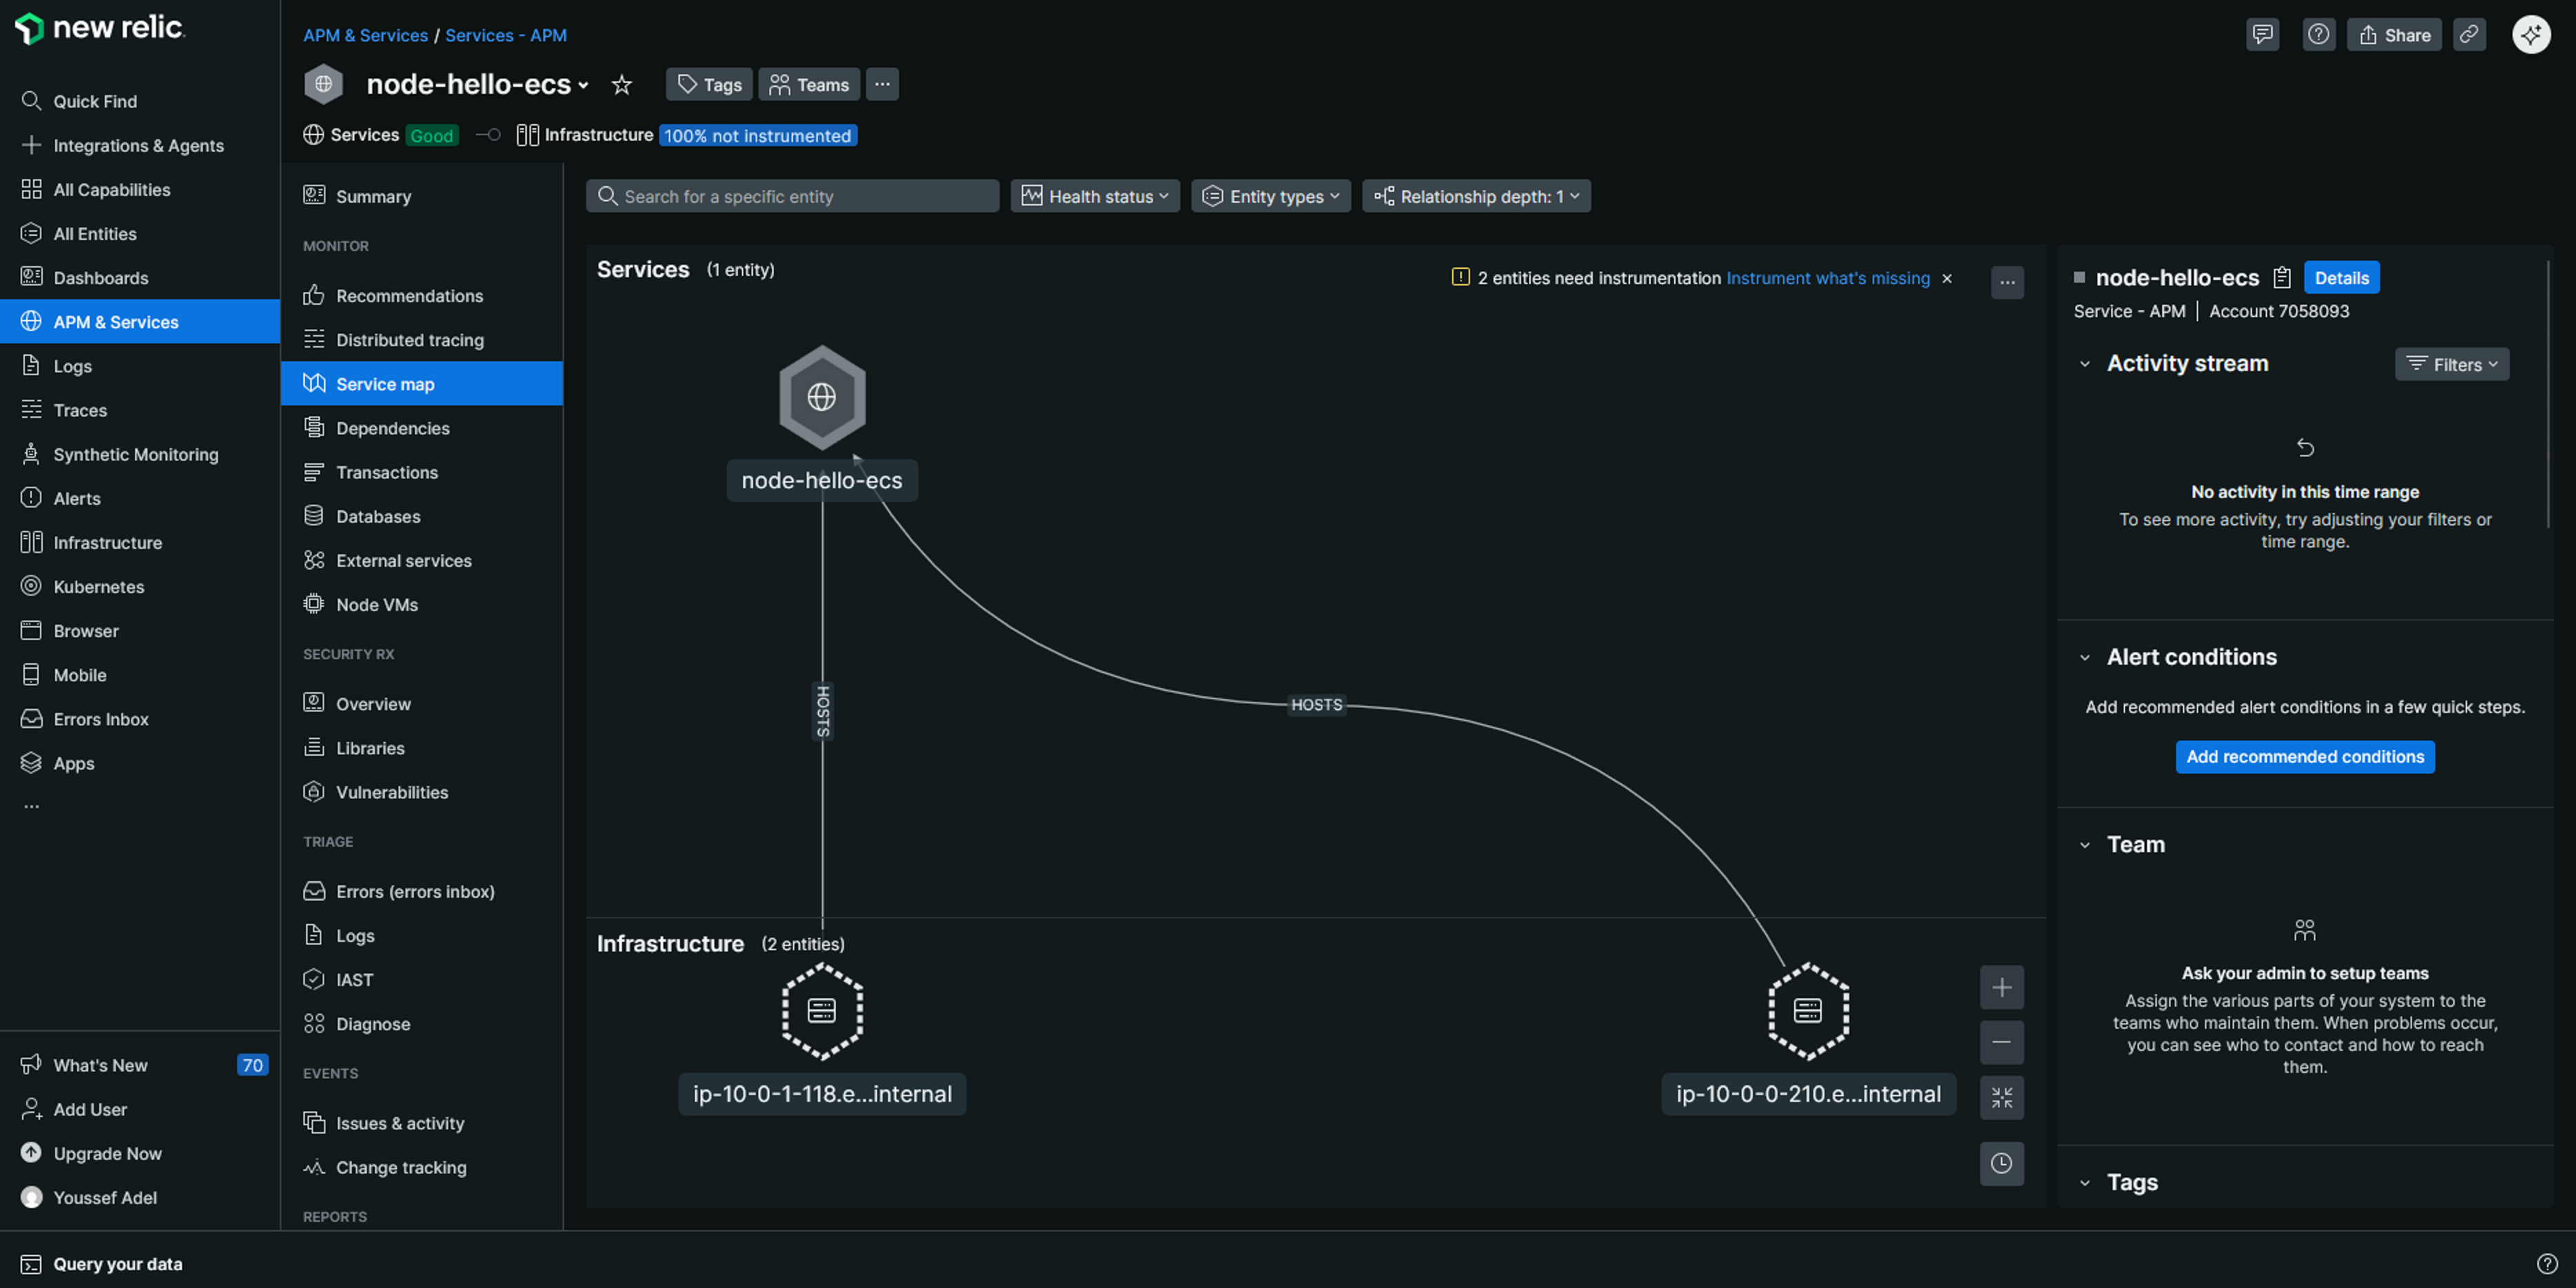 new relic.
Quick Find
Integrations & Agents
All Capabilities
All Entities
Dashboards
APM & Services
Logs
Traces
Synthetic Monitoring
Alerts
Infrastructure
Kubernetes
Browser
Mobile
Errors Inbox
Apps
...
What's New 70
Add User
Upgrade Now
Youssef Adel
Query your data
APM & Services / Services - APM
Share
node-hello-ecs
Tags
Teams
...
Services Good
Infrastructure 100% not instrumented
Summary
MONITOR
Recommendations
Distributed tracing
Service map
Dependencies
Transactions
Databases
External services
Node VMs
SECURITY RX
Overview
Libraries
Vulnerabilities
TRIAGE
Errors (errors inbox)
Logs
IAST
Diagnose
EVENTS
Issues & activity
Change tracking
REPORTS
Search for a specific entity
Health status
Entity types
Relationship depth: 1
Services (1 entity)
2 entities need instrumentation Instrument what's missing
...
node-hello-ecs
HOSTS
HOSTS
Infrastructure (2 entities)
ip-10-0-1-118.e...internal
ip-10-0-0-210.e...internal
node-hello-ecs
Details
Service - APM | Account 7058093
Activity stream
Filters
No activity in this time range
To see more activity, try adjusting your filters or
time range.
Alert conditions
Add recommended alert conditions in a few quick steps.
Add recommended conditions
Team
Ask your admin to setup teams
Assign the various parts of your system to the
teams who maintain them. When problems occur,
you can see who to contact and how to reach
them.
Tags